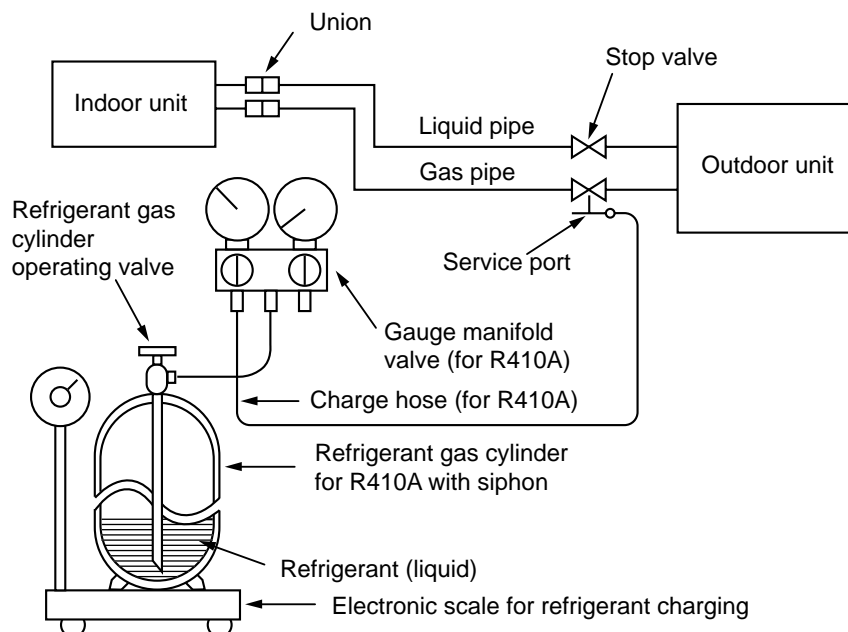 Union
Stop valve
Indoor unit
Liquid pipe
Outdoor unit
Gas pipe
Refrigerant gas
cylinder
operating valve
Service port
Gauge manifold
valve (for R410A)
Charge hose (for R410A)
Refrigerant gas cylinder
for R410A with siphon
Refrigerant (liquid)
Electronic scale for refrigerant charging